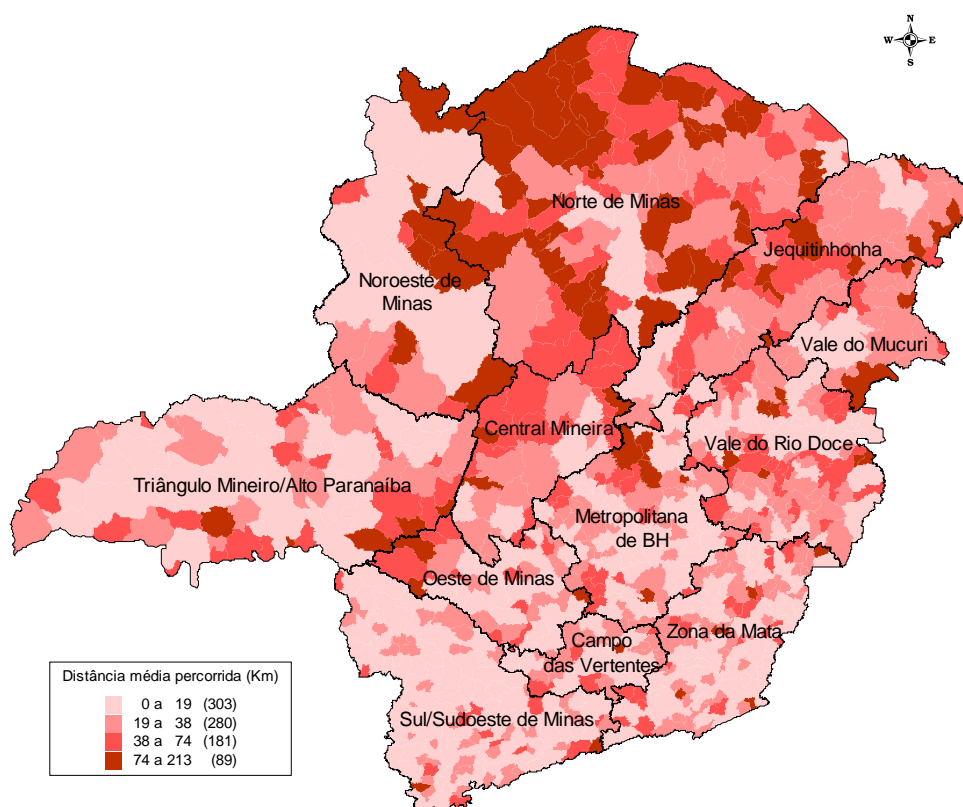 N
W E
S
Norte de Minas
Jequitinhonha
Noroeste de
Minas
Vale do Mucuri
Central Mineira
Vale do Rio Doce
Triângulo Mineiro/Alto Paranaíba
Metropolitana
de BH
Oeste de Minas
Zona da Mata
Campo
das Vertentes
Sul/Sudoeste de Minas
Distância média percorrida (Km)
0 a 19 (303)
19 a 38 (280)
38 a 74 (181)
74 a 213 (89)